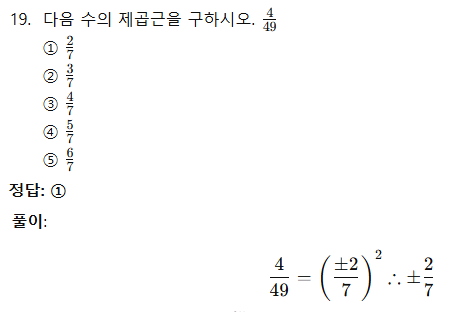 19. 다음 수의 제곱근을 구하시오. 4/49
① 2/7
② 3/7
③ 4/7
④ 5/7
⑤ 6/7
정답: ①
풀이:
4/49 = (±2/7)² ∴ ±2/7